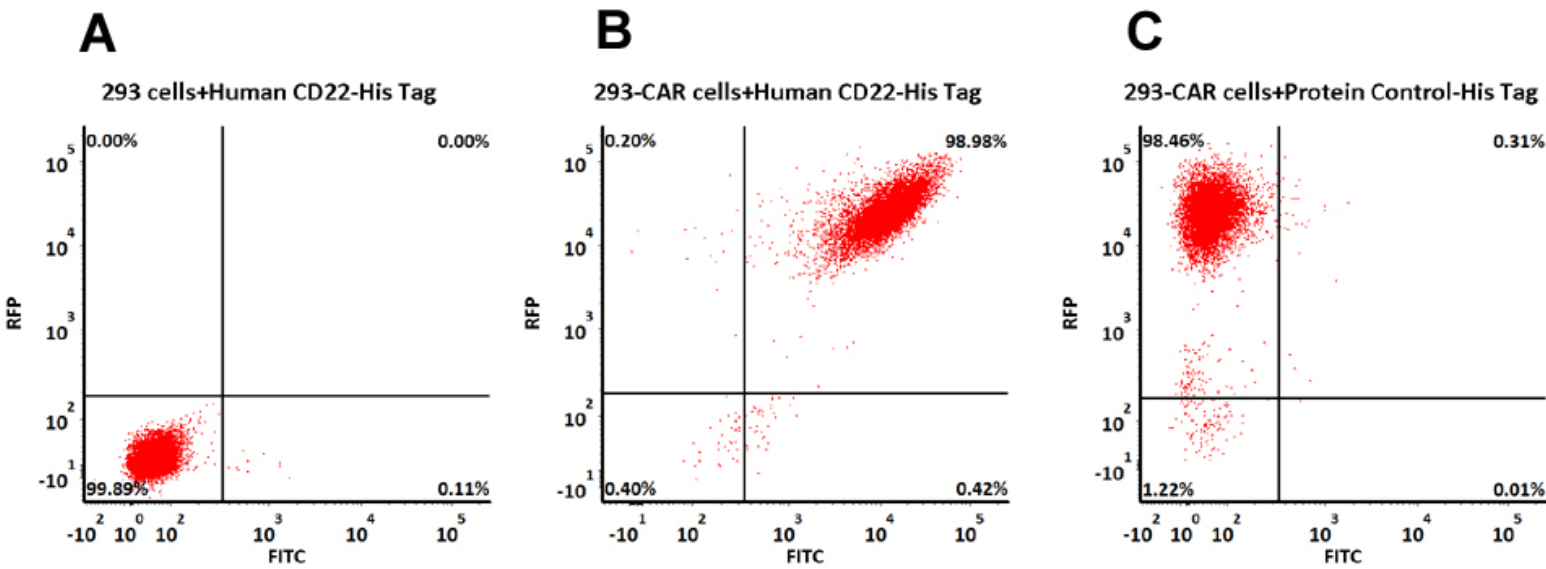 A
B
C
293 cells+Human CD22-His Tag
293-CAR cells+Human CD22-His Tag
293-CAR cells+Protein Control-His Tag
0.00%
0.00%
10^5
10^4
10^3
10^2
-10^1
RFP
99.89%
0.11%
-10^2 10^0 10^2 10^3 10^4 10^5
FITC
0.20%
98.98%
10^5
10^4
10^3
10^2
-10^1
RFP
0.40%
0.42%
-10^1 10^2 10^3 10^4 10^5
FITC
98.46%
0.31%
10^5
10^4
10^3
10^2
-10^1
RFP
1.22%
0.01%
-10^2 10^0 10^2 10^3 10^4 10^5
FITC